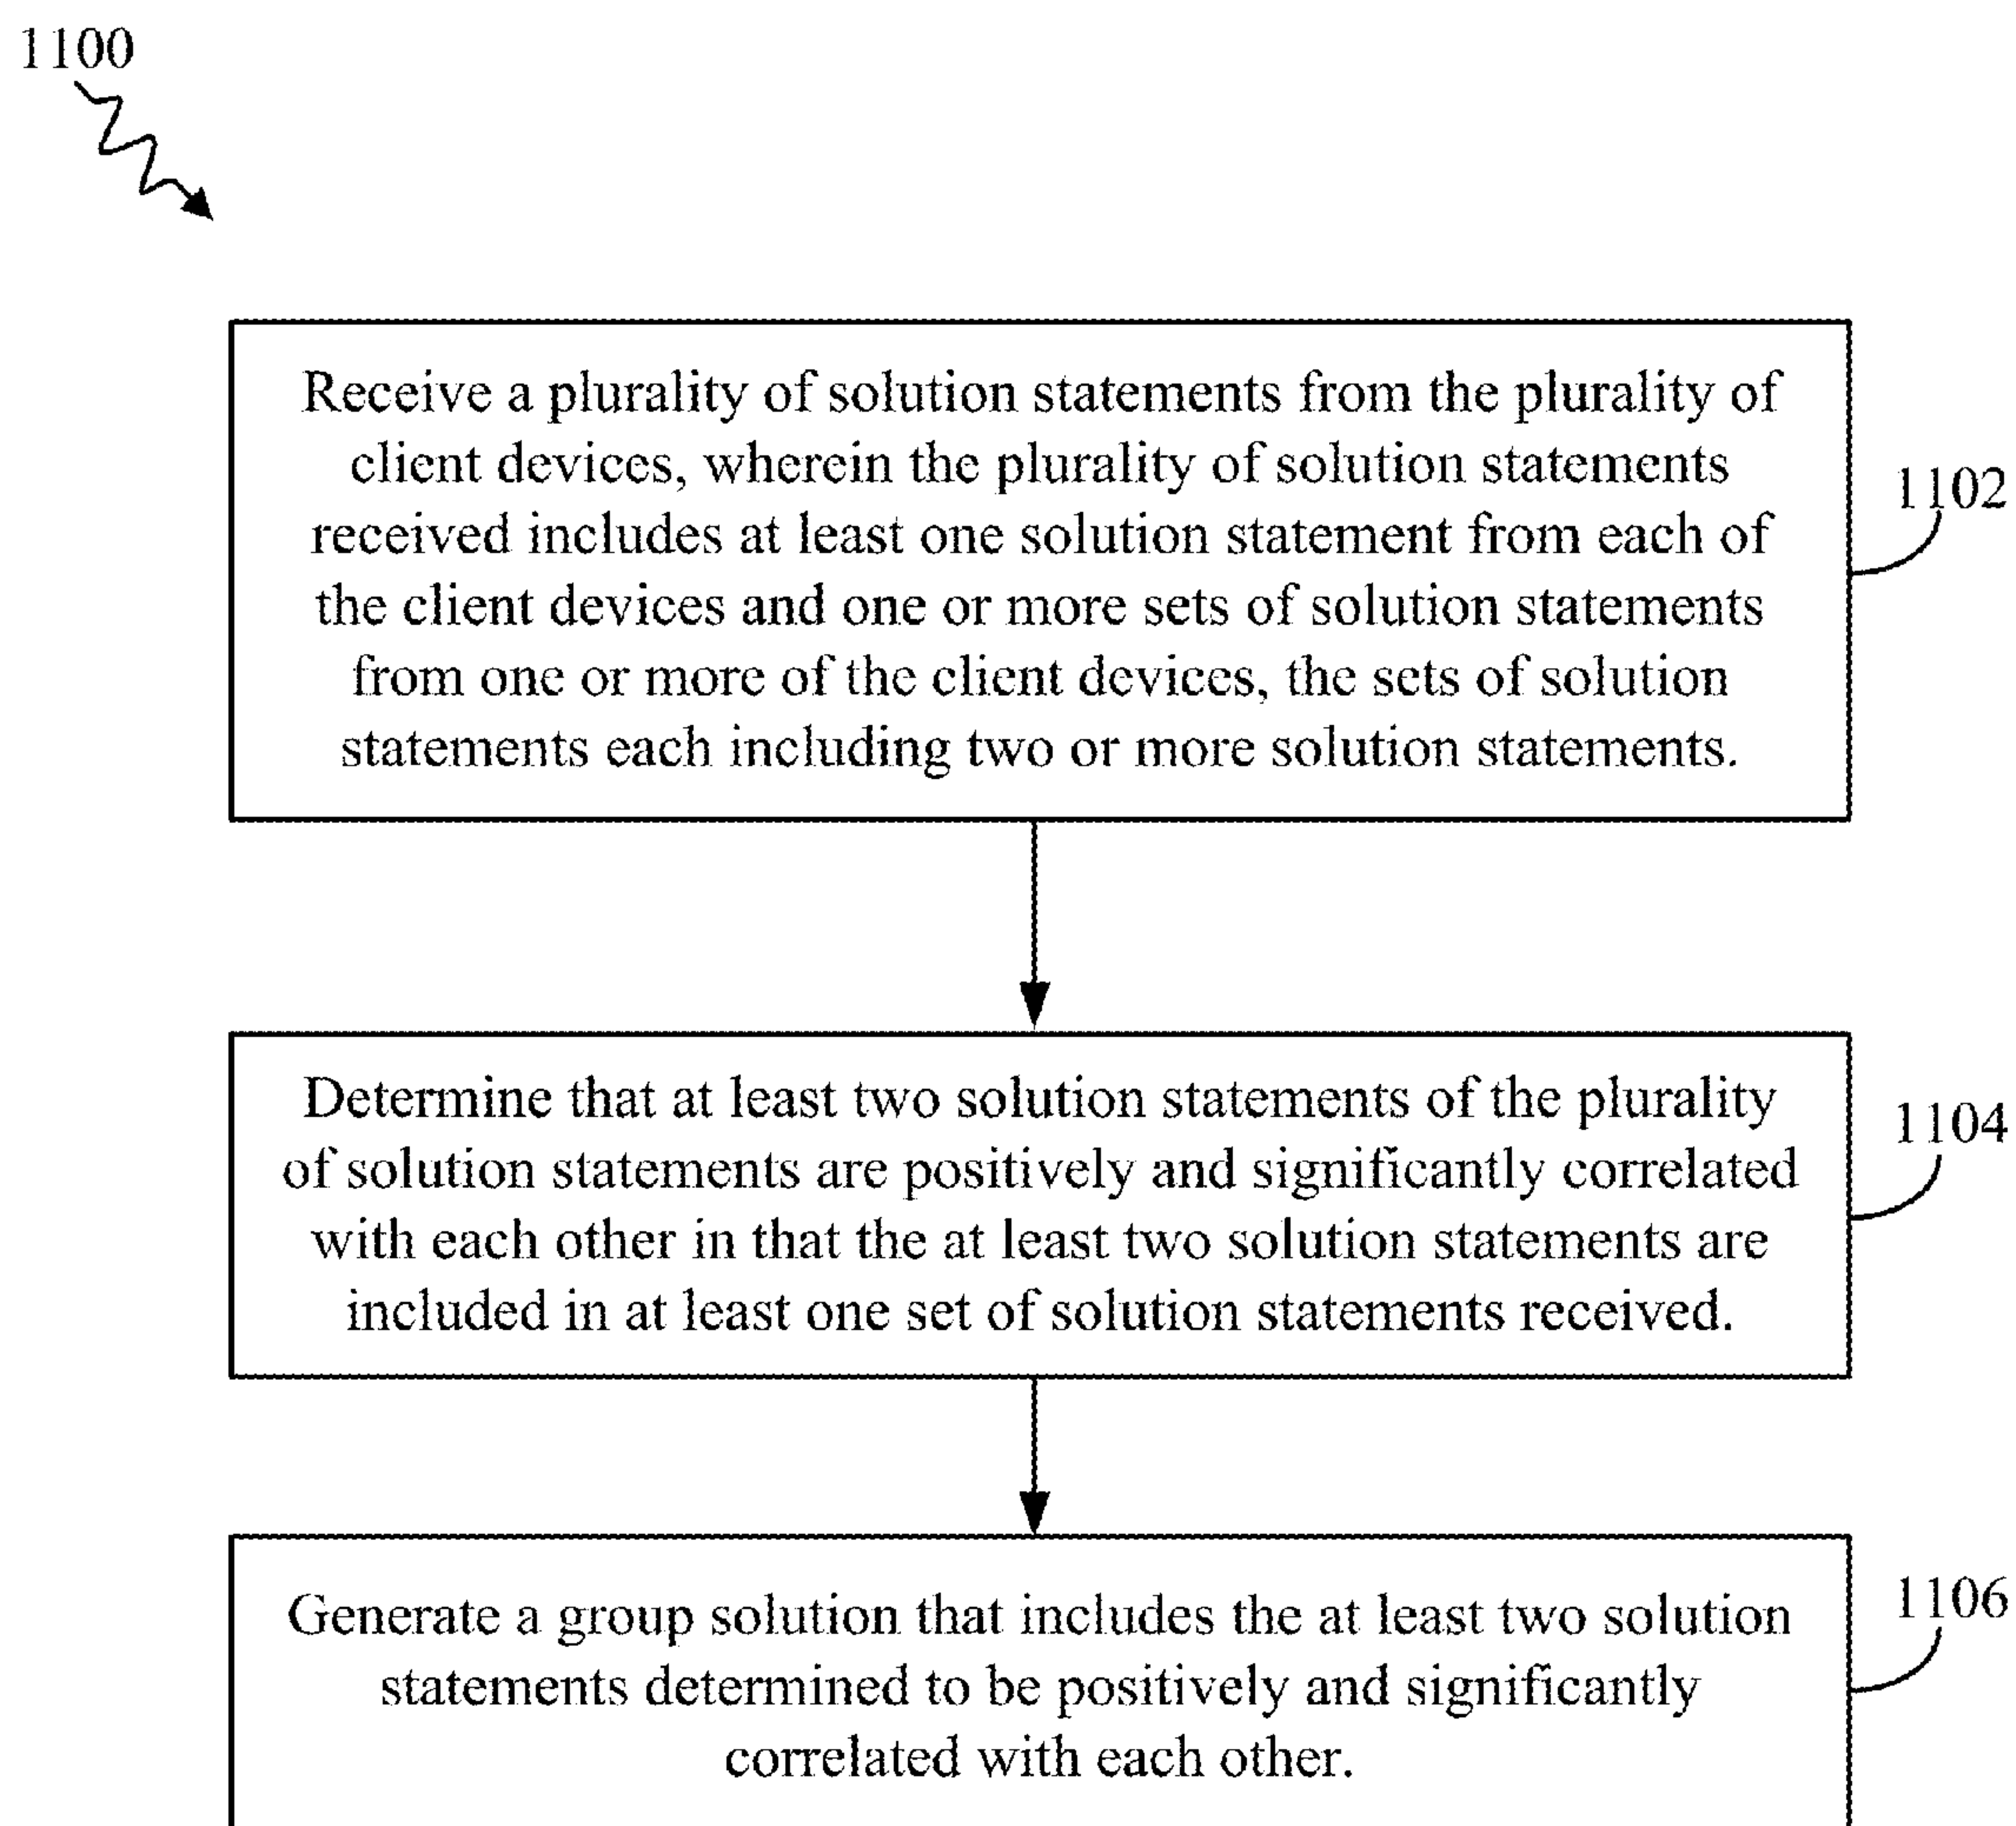 1100
Receive a plurality of solution statements from the plurality of
client devices, wherein the plurality of solution statements
received includes at least one solution statement from each of
the client devices and one or more sets of solution statements
from one or more of the client devices, the sets of solution
statements each including two or more solution statements.
1102
Determine that at least two solution statements of the plurality
of solution statements are positively and significantly correlated
with each other in that the at least two solution statements are
included in at least one set of solution statements received.
1104
Generate a group solution that includes the at least two solution
statements determined to be positively and significantly
correlated with each other.
1106